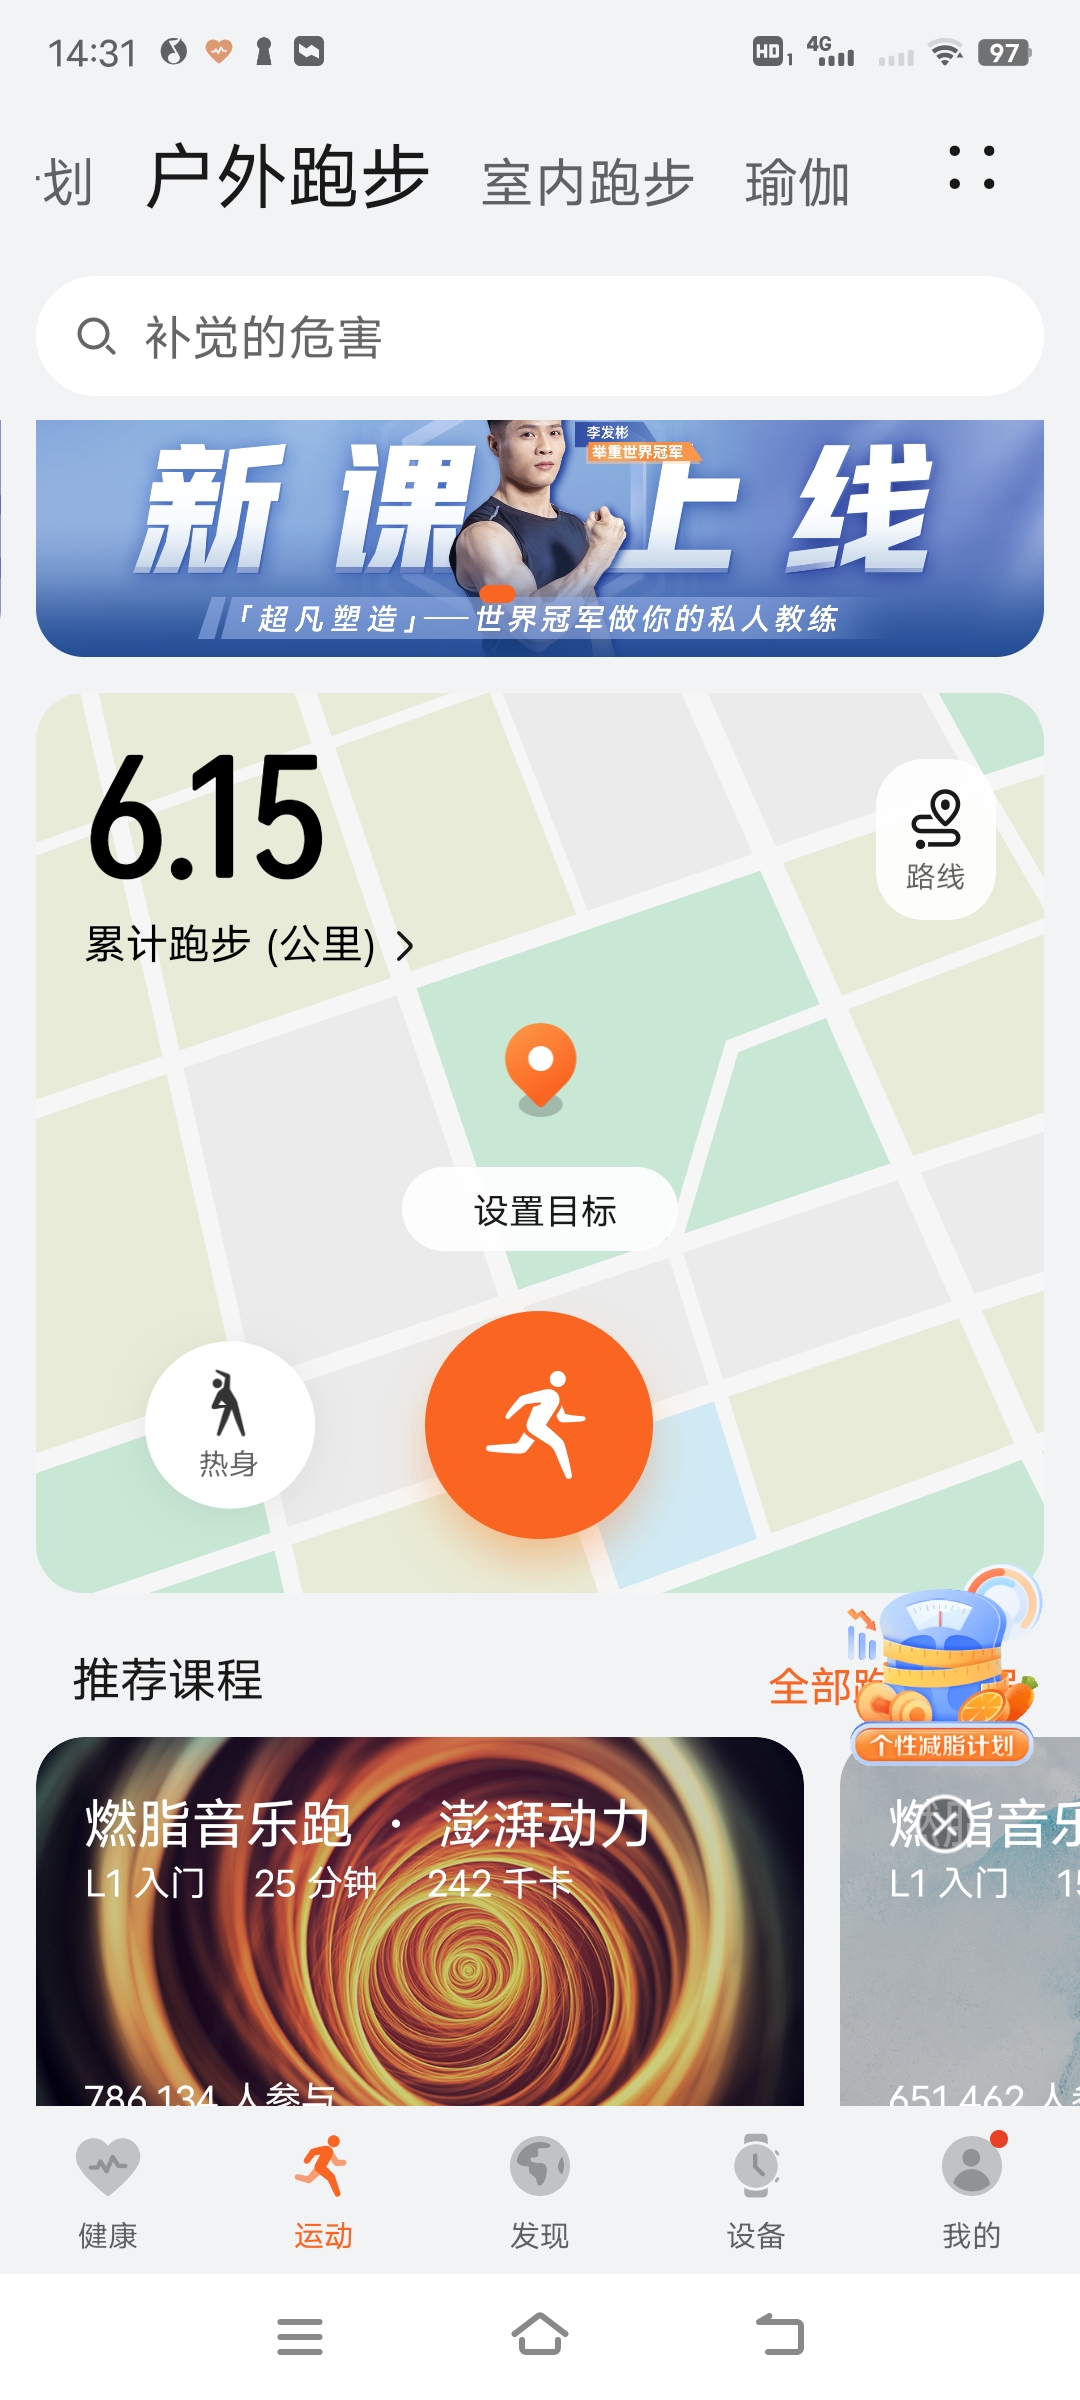 14:31 HD 1 4G 97
划 户外跑步 室内跑步 瑜伽
补觉的危害
李发彬
举重世界冠军
新课上线
「超凡塑造」——世界冠军做你的私人教练
6.15
累计跑步 (公里)
路线
设置目标
热身
推荐课程 全部跑
个性减脂计划
燃脂音乐跑 · 澎湃动力
L1 入门 25 分钟 242 千卡
786,134 人参与
燃脂音乐
L1 入门 15
651,462 人
健康 运动 发现 设备 我的